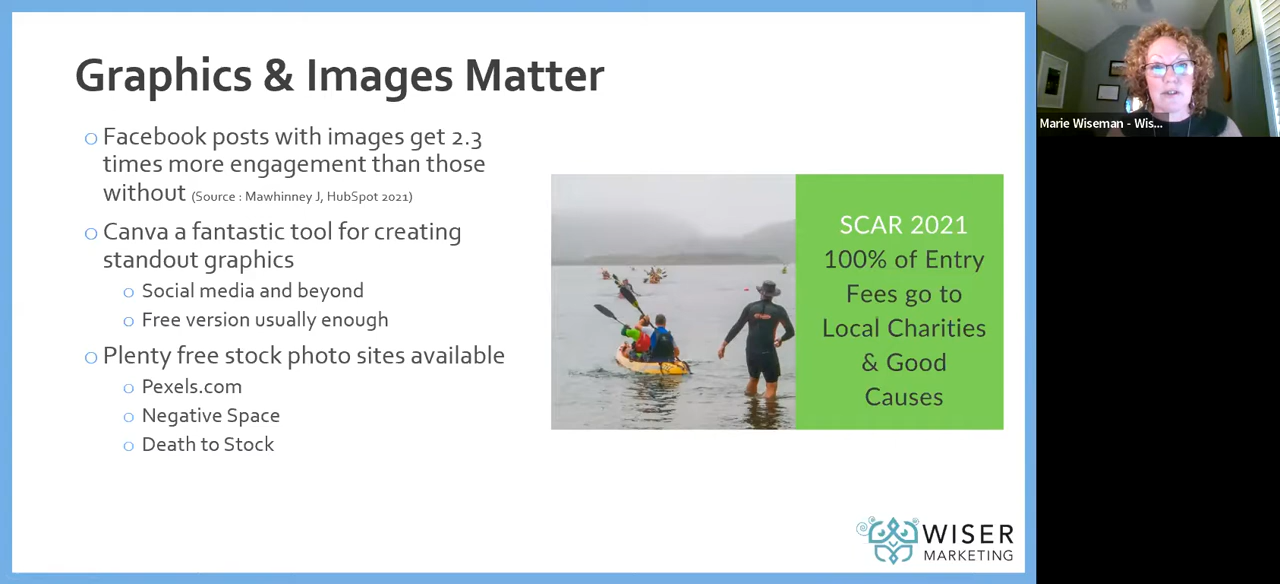 Graphics & Images Matter
Facebook posts with images get 2.3
times more engagement than those
without (Source : Mawhinney J, HubSpot 2021)
Canva a fantastic tool for creating
standout graphics
Social media and beyond
Free version usually enough
Plenty free stock photo sites available
Pexels.com
Negative Space
Death to Stock
SCAR 2021
100% of Entry
Fees go to
Local Charities
& Good
Causes
WISER
MARKETING
Marie Wiseman - Wis...